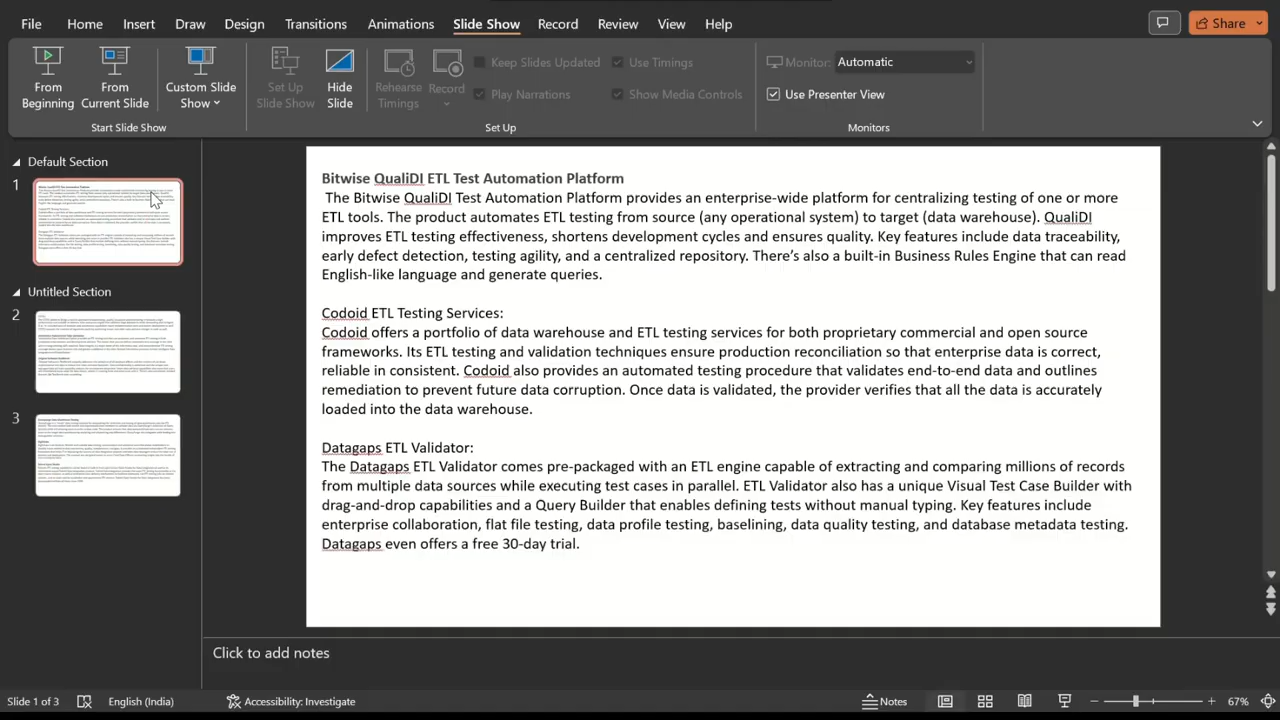 File Home Insert Draw Design Transitions Animations Slide Show Record Review View Help Share
From Beginning
From Current Slide
Custom Slide Show
Start Slide Show
Set Up Slide Show
Hide Slide
Rehearse Timings
Record
Keep Slides Updated
Play Narrations
Use Timings
Show Media Controls
Set Up
Monitor: Automatic
Use Presenter View
Monitors
Default Section
1
Untitled Section
2
3
Bitwise QualiDI ETL Test Automation Platform
The Bitwise QualiDI Test Automation Platform provides an enterprise-wide platform for centralizing testing of one or more
ETL tools. The product automates ETL testing from source (any operational system) to target (data warehouse). QualiDI
improves ETL testing effectiveness, shortens development cycles, and ensures quality. Key features include data traceability,
early defect detection, testing agility, and a centralized repository. There's also a built-in Business Rules Engine that can read
English-like language and generate queries.
Codoid ETL Testing Services:
Codoid offers a portfolio of data warehouse and ETL testing services for both proprietary commercial and open source
frameworks. Its ETL testing and validation techniques ensure production reconciliation so that enterprise data is correct,
reliable in consistent. Codoid also provides an automated testing procedure that validates end-to-end data and outlines
remediation to prevent future data corruption. Once data is validated, the provider verifies that all the data is accurately
loaded into the data warehouse.
Datagaps ETL Validator:
The Datagaps ETL Validator comes pre-packaged with an ETL engine capable of extracting and comparing millions of records
from multiple data sources while executing test cases in parallel. ETL Validator also has a unique Visual Test Case Builder with
drag-and-drop capabilities and a Query Builder that enables defining tests without manual typing. Key features include
enterprise collaboration, flat file testing, data profile testing, baselining, data quality testing, and database metadata testing.
Datagaps even offers a free 30-day trial.
Click to add notes
Slide 1 of 3 English (India) Accessibility: Investigate Notes 67%